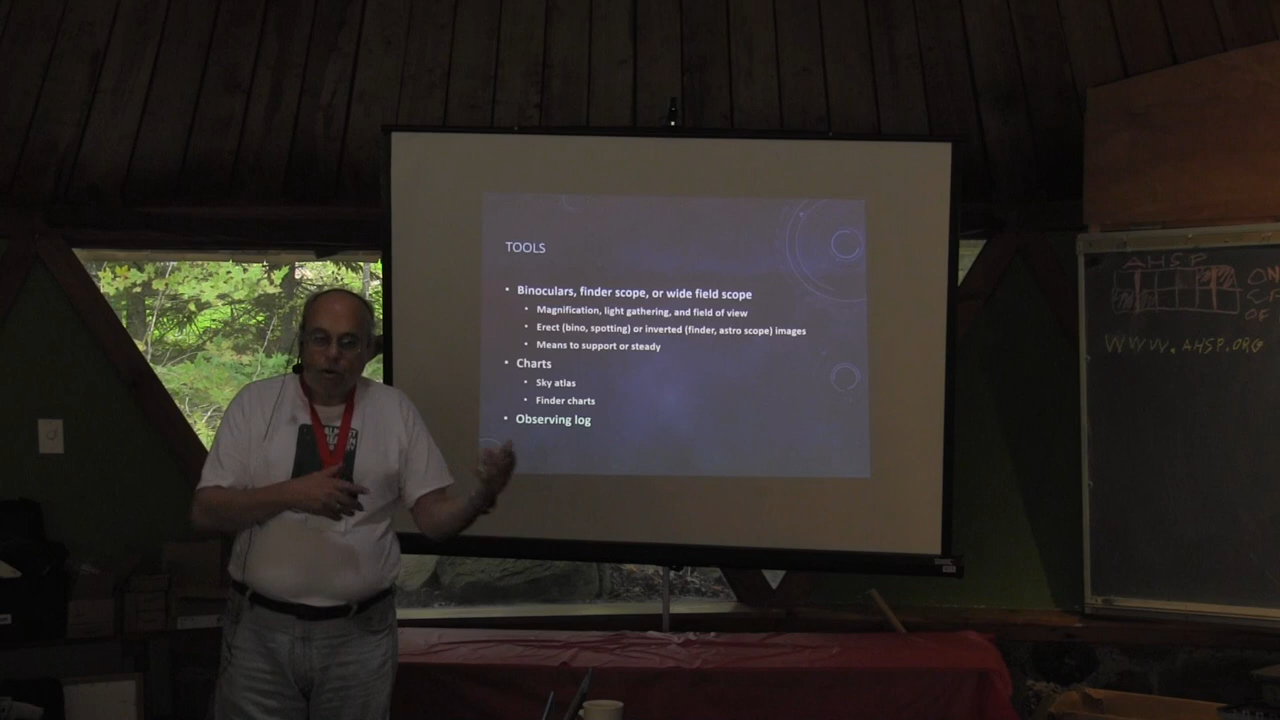 TOOLS
• Binoculars, finder scope, or wide field scope
• Magnification, light gathering, and field of view
• Erect (bino, spotting) or inverted (finder, astro scope) images
• Means to support or steady
• Charts
• Sky atlas
• Finder charts
• Observing log
AHSP
ON
OF
WWW.AHSP.ORG